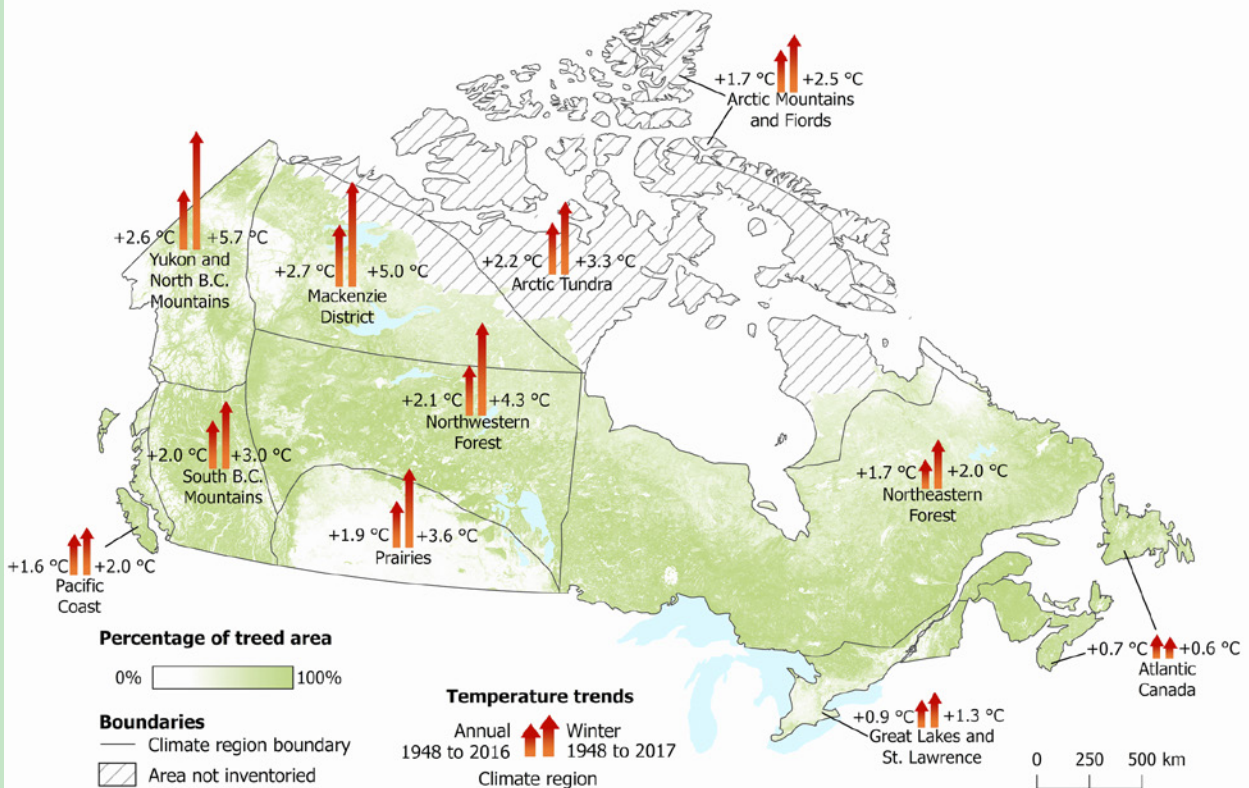 +1.7 °C +2.5 °C
Arctic Mountains
and Fiords
+2.6 °C +5.7 °C
Yukon and
North B.C.
Mountains
+2.7 °C +5.0 °C
Mackenzie
District
+2.2 °C +3.3 °C
Arctic Tundra
+2.1 °C +4.3 °C
Northwestern
Forest
+2.0 °C +3.0 °C
South B.C.
Mountains
+1.7 °C +2.0 °C
Northeastern
Forest
+1.9 °C +3.6 °C
Prairies
+1.6 °C +2.0 °C
Pacific
Coast
+0.7 °C +0.6 °C
Atlantic
Canada
+0.9 °C +1.3 °C
Great Lakes and
St. Lawrence
Percentage of treed area
0% 100%
Boundaries
Climate region boundary
Area not inventoried
Temperature trends
Annual Winter
1948 to 2016 1948 to 2017
Climate region
0 250 500 km